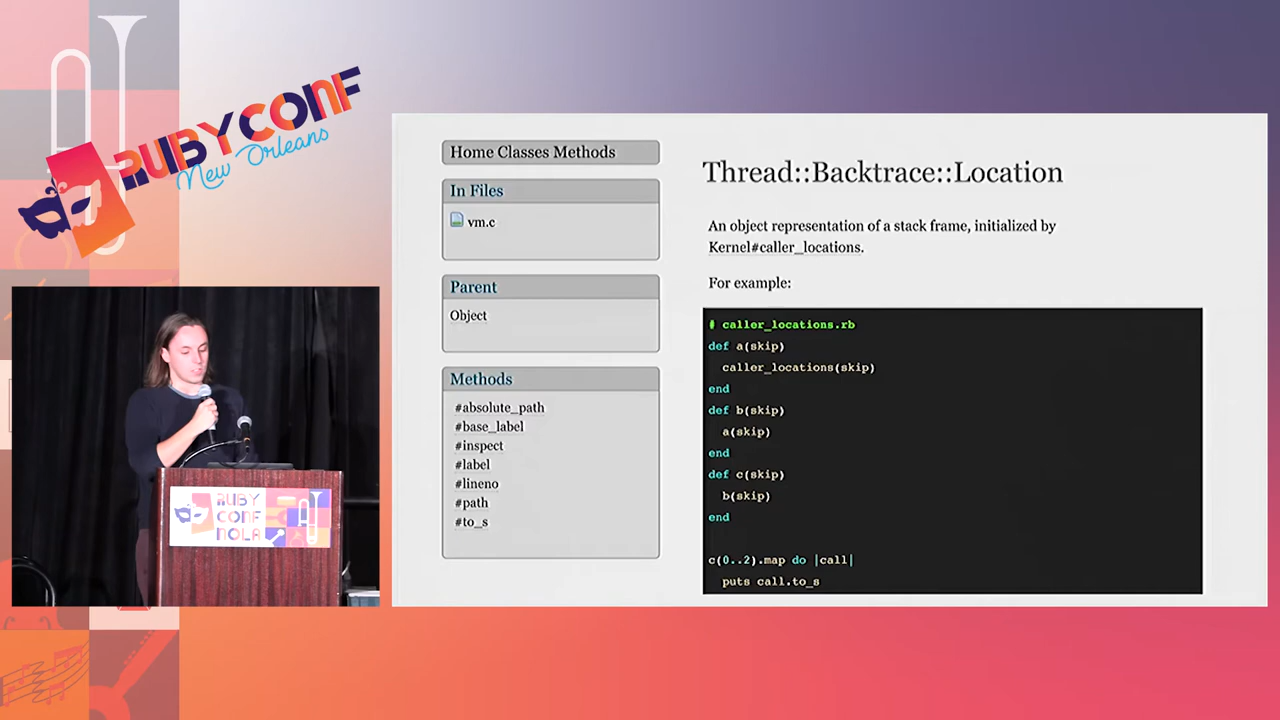 RUBYCONF
New Orleans
RUBY
CONF
NOLA
Home Classes Methods
In Files
vm.c
Parent
Object
Methods
#absolute_path
#base_label
#inspect
#label
#lineno
#path
#to_s
Thread::Backtrace::Location
An object representation of a stack frame, initialized by
Kernel#caller_locations.
For example:
# caller_locations.rb
def a(skip)
  caller_locations(skip)
end
def b(skip)
  a(skip)
end
def c(skip)
  b(skip)
end
c(0..2).map do |call|
  puts call.to_s